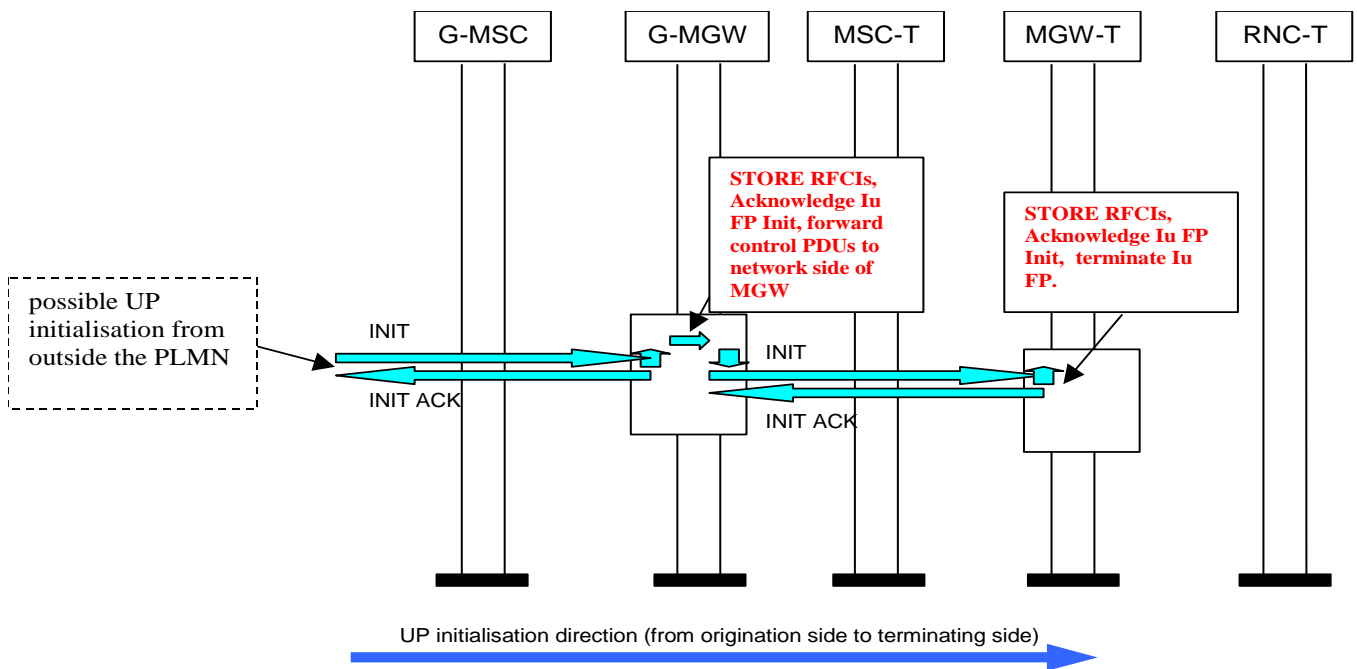 G-MSC
G-MGW
MSC-T
MGW-T
RNC-T
STORE RFCIs,
Acknowledge Iu
FP Init, forward
control PDUs to
network side of
MGW
STORE RFCIs,
Acknowledge Iu FP
Init, terminate Iu
FP.
possible UP
initialisation from
outside the PLMN
INIT
INIT ACK
INIT
INIT ACK
UP initialisation direction (from origination side to terminating side)